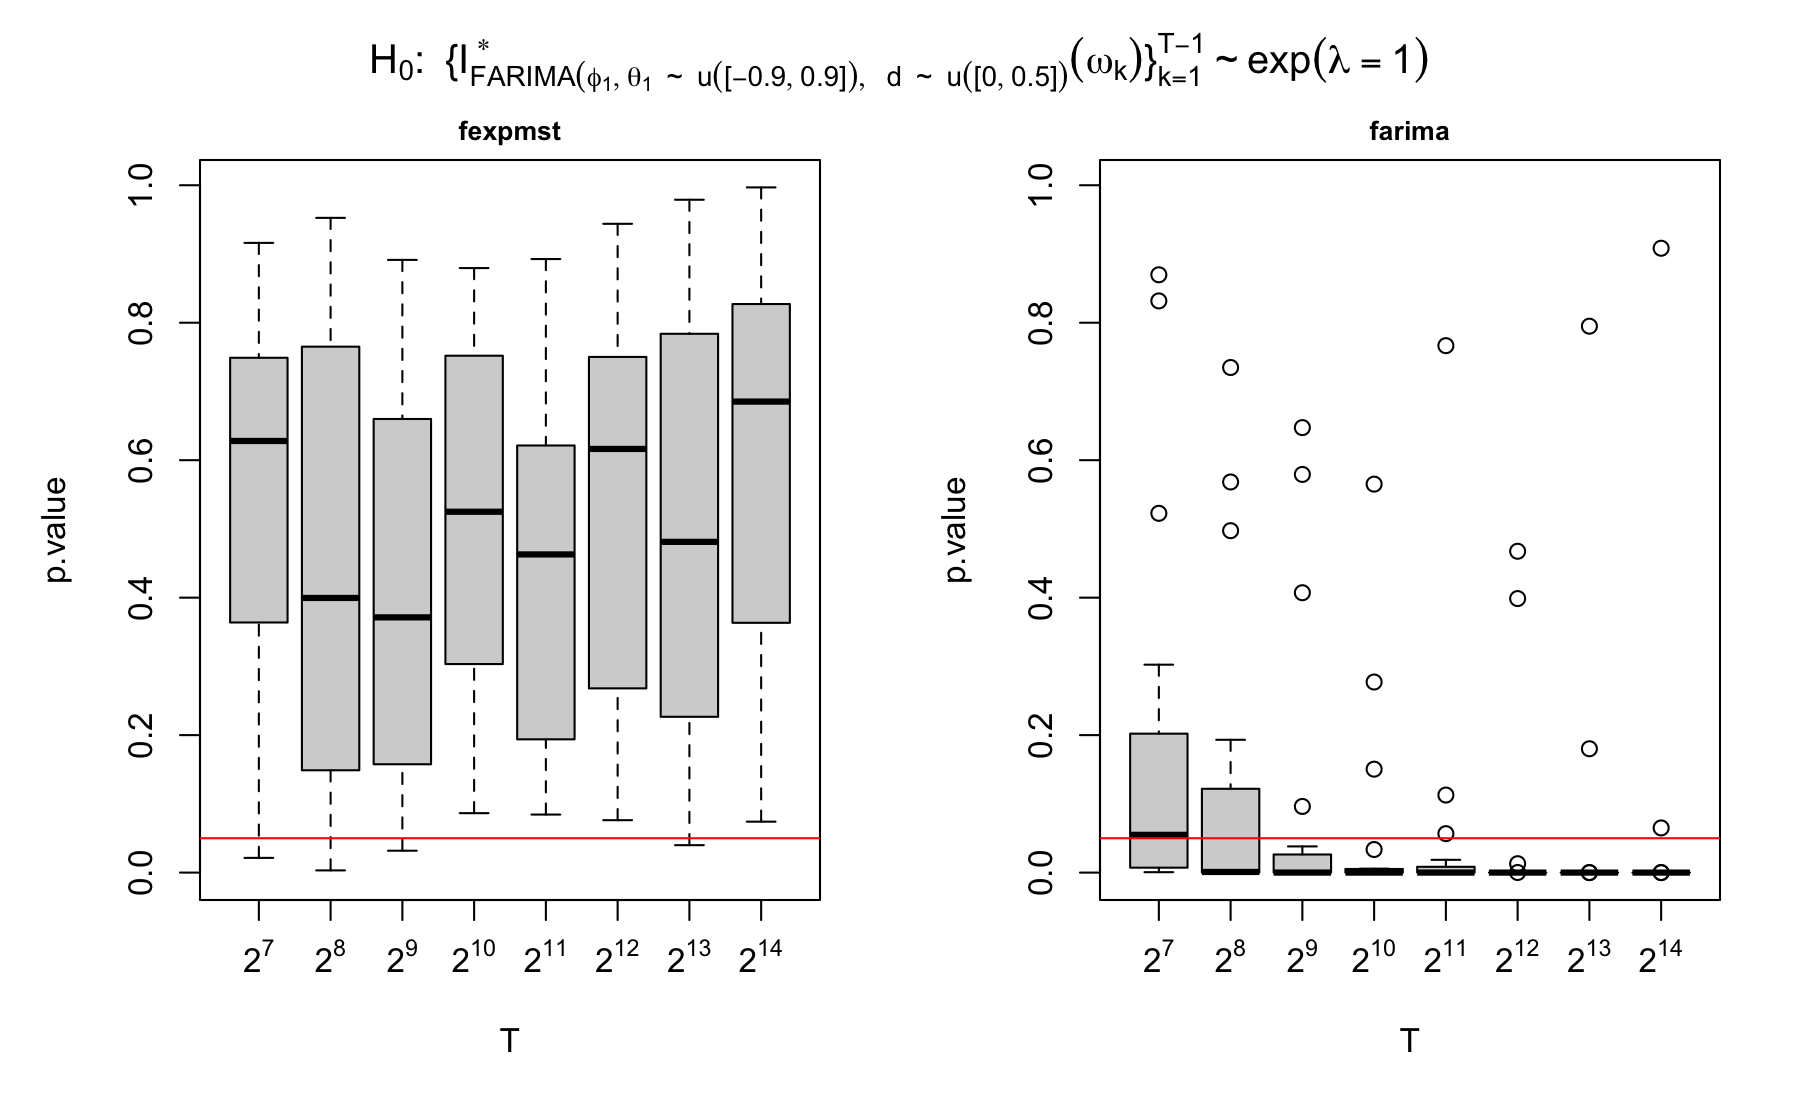 H₀: {I*_FARIMA(ϕ₁, θ₁ ~ u([−0.9, 0.9]), d ~ u([0, 0.5]))(ωₖ)}ₖ₌₁ᵀ⁻¹ ~ exp(λ = 1)
fexpmst
p.value
0.0 0.2 0.4 0.6 0.8 1.0
2⁷ 2⁸ 2⁹ 2¹⁰ 2¹¹ 2¹² 2¹³ 2¹⁴
T
farima
p.value
0.0 0.2 0.4 0.6 0.8 1.0
2⁷ 2⁸ 2⁹ 2¹⁰ 2¹¹ 2¹² 2¹³ 2¹⁴
T